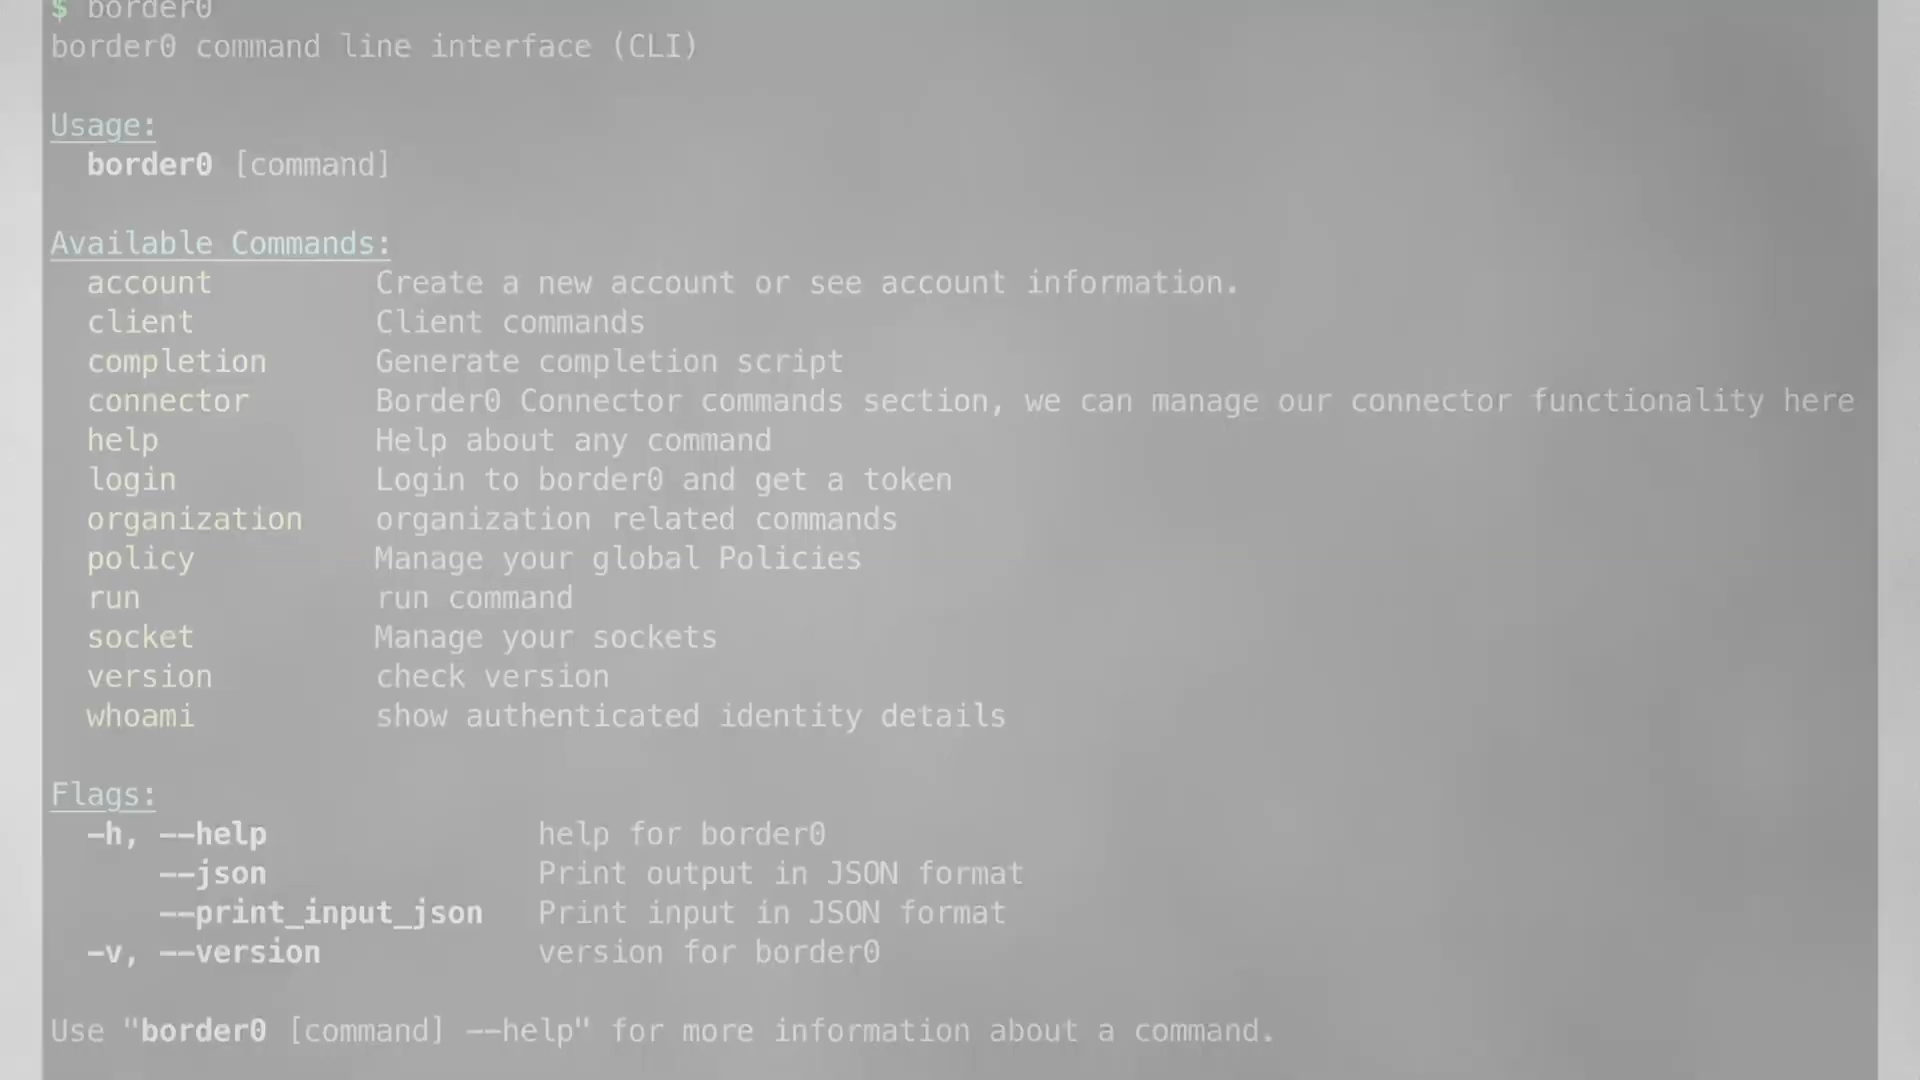 $ border0
border0 command line interface (CLI)
Usage:
border0 [command]
Available Commands:
account Create a new account or see account information.
client Client commands
completion Generate completion script
connector Border0 Connector commands section, we can manage our connector functionality here
help Help about any command
login Login to border0 and get a token
organization organization related commands
policy Manage your global Policies
run run command
socket Manage your sockets
version check version
whoami show authenticated identity details
Flags:
-h, --help help for border0
--json Print output in JSON format
--print_input_json Print input in JSON format
-v, --version version for border0
Use "border0 [command] --help" for more information about a command.